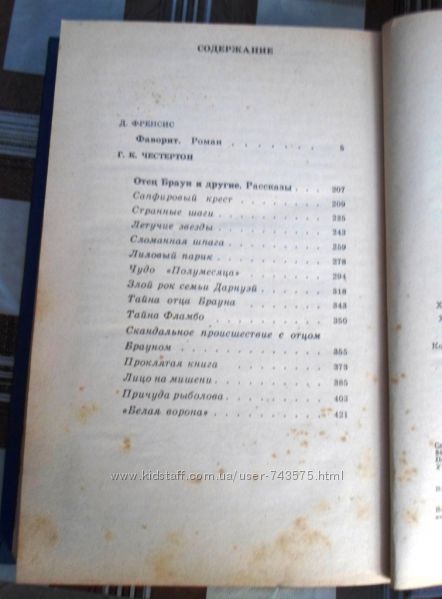 СОДЕРЖАНИЕ
Д. ФРЕНСИС
Фаворит. Роман . . . . . . . 5
Г. К. ЧЕСТЕРТОН
Отец Браун и другие. Рассказы . . . . 207
Сапфировый крест . . . . . . . 209
Странные шаги . . . . . . . 225
Летучие звезды . . . . . . . 243
Сломанная шпага . . . . . . . 259
Лиловый парик . . . . . . . 278
Чудо «Полумесяца» . . . . . . . 294
Злой рок семьи Дарнуэй . . . . . 318
Тайна отца Брауна . . . . . . 343
Тайна Фламбо . . . . . . . 350
Скандальное происшествие с отцом
Брауном . . . . . . . . 355
Проклятая книга . . . . . . . 373
Лицо на мишени . . . . . . . 385
Причуда рыболова . . . . . . . 403
«Белая ворона» . . . . . . . 421
www.kidstaff.com.ua/user-743575.html